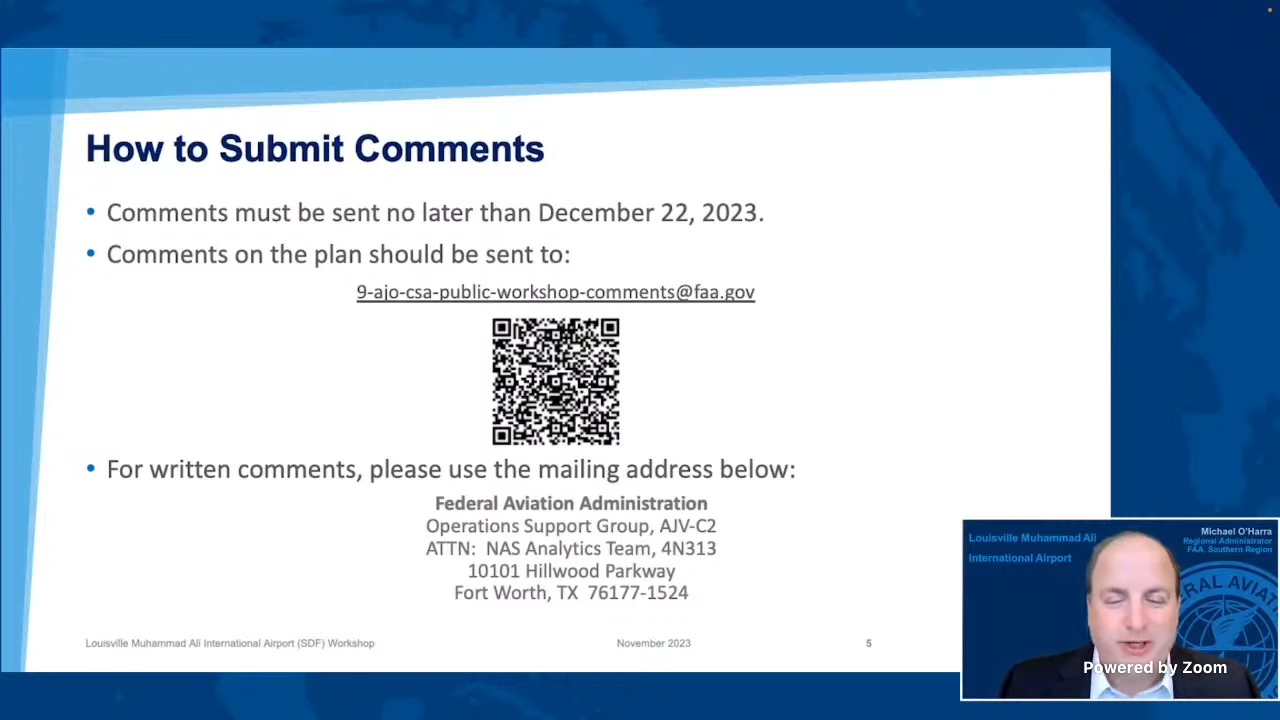 How to Submit Comments
• Comments must be sent no later than December 22, 2023.
• Comments on the plan should be sent to:
9-ajo-csa-public-workshop-comments@faa.gov
• For written comments, please use the mailing address below:
Federal Aviation Administration
Operations Support Group, AJV-C2
ATTN: NAS Analytics Team, 4N313
10101 Hillwood Parkway
Fort Worth, TX 76177-1524
Louisville Muhammad Ali International Airport (SDF) Workshop
November 2023
5
Louisville Muhammad Ali
International Airport
Michael O'Harra
Regional Administrator
FAA, Southern Region
RAL AVIAT
Powered by Zoom